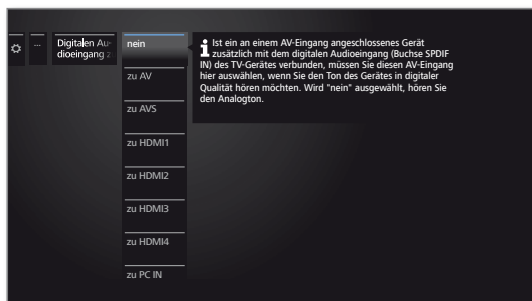 ...
Digitalen Au-
dioeingang z
nein
zu AV
zu AVS
zu HDMI1
zu HDMI2
zu HDMI3
zu HDMI4
zu PC IN
Ist ein an einem AV-Eingang angeschlossenes Gerät
zusätzlich mit dem digitalen Audioeingang (Buchse SPDIF
IN) des TV-Gerätes verbunden, müssen Sie diesen AV-Eingang
hier auswählen, wenn Sie den Ton des Gerätes in digitaler
Qualität hören möchten. Wird "nein" ausgewählt, hören Sie
den Analogton.